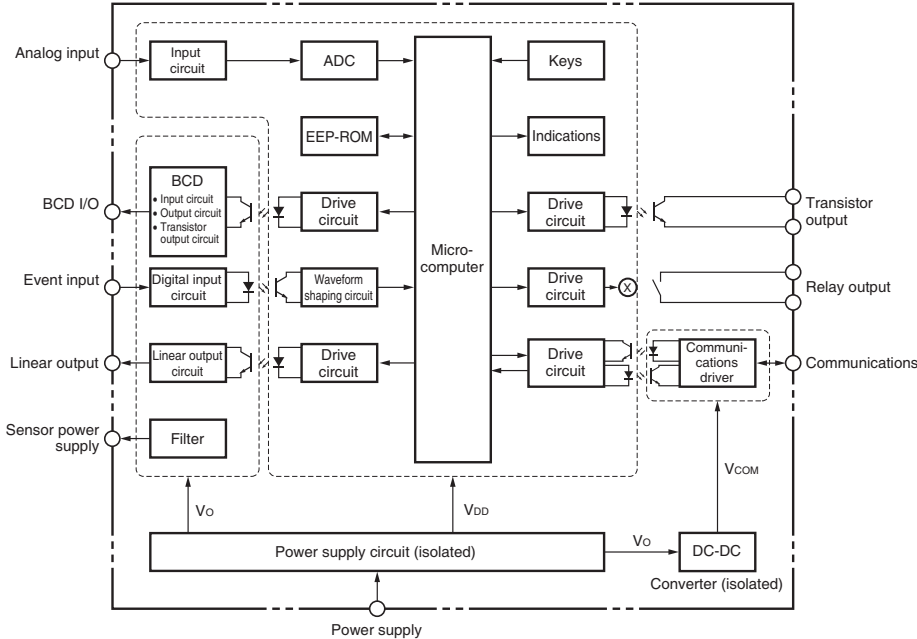 Analog input
Input
circuit
ADC
Keys
EEP-ROM
Indications
BCD I/O
BCD
• Input circuit
• Output circuit
• Transistor
output circuit
Drive
circuit
Micro-
computer
Drive
circuit
Transistor
output
Event input
Digital input
circuit
Waveform
shaping circuit
Drive
circuit
X
Relay output
Linear output
Linear output
circuit
Drive
circuit
Drive
circuit
Communi-
cations
driver
Communications
Sensor power
supply
Filter
VO
VDD
VCOM
Power supply circuit (isolated)
VO
DC-DC
Converter (isolated)
Power supply